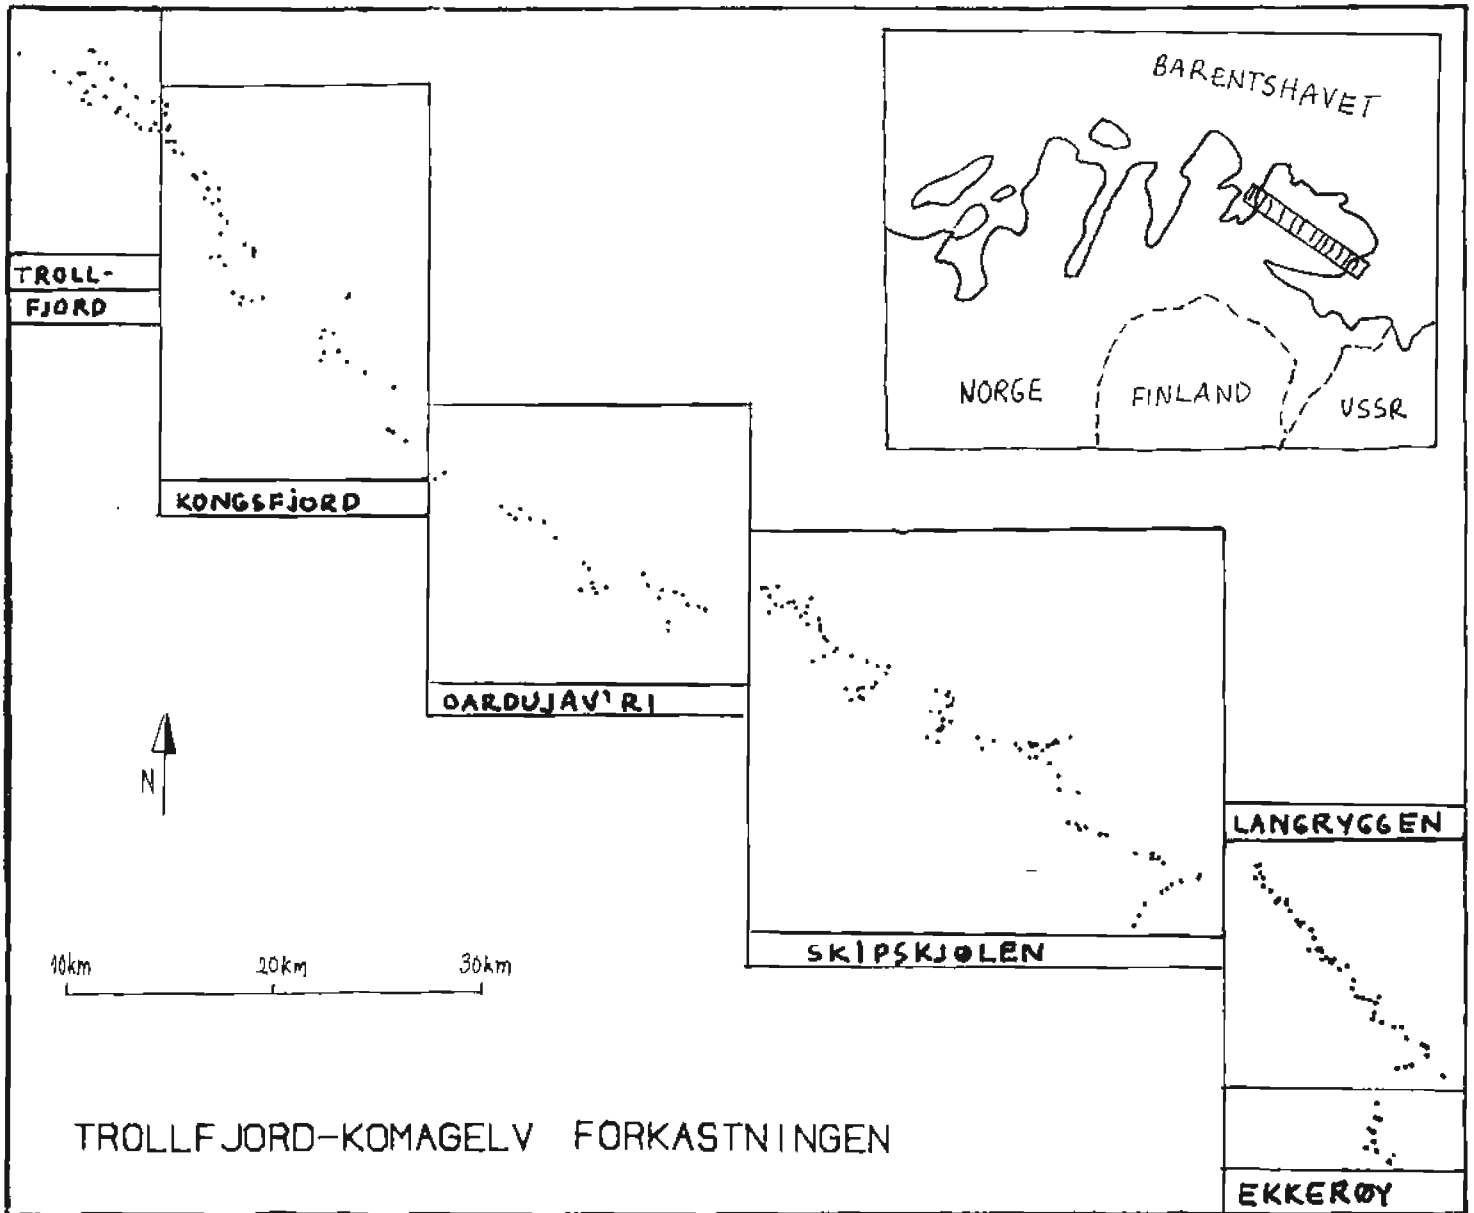 BARENTSHAVET
NORGE
FINLAND
USSR
TROLL-
FJORD
KONGSFJORD
OARDUJAV'RI
N
SKIPSKJØLEN
LANGRYGGEN
10km 20km 30km
TROLLFJORD-KOMAGELV FORKASTNINGEN
EKKERØY